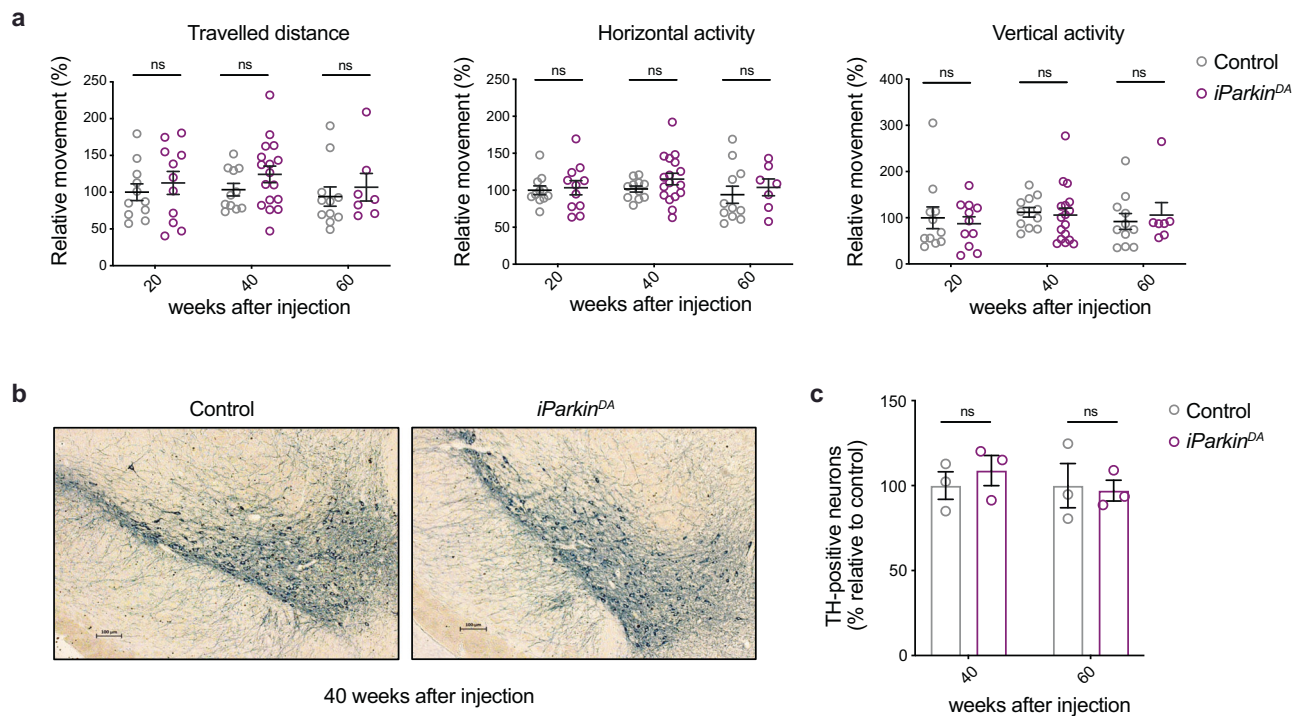 a
Travelled distance
Horizontal activity
Vertical activity
Control
iParkinDA
Relative movement (%)
250
200
150
100
50
0
ns
ns
ns
20
40
60
weeks after injection
Relative movement (%)
250
200
150
100
50
0
ns
ns
ns
20
40
60
weeks after injection
Relative movement (%)
400
300
200
100
0
ns
ns
ns
20
40
60
weeks after injection
b
Control
iParkinDA
100 µm
100 µm
40 weeks after injection
c
Control
iParkinDA
TH-positive neurons
(% relative to control)
150
100
50
0
ns
ns
40
60
weeks after injection